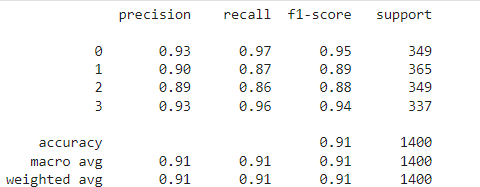 precision recall f1-score support
0 0.93 0.97 0.95 349
1 0.90 0.87 0.89 365
2 0.89 0.86 0.88 349
3 0.93 0.96 0.94 337
accuracy 0.91 1400
macro avg 0.91 0.91 0.91 1400
weighted avg 0.91 0.91 0.91 1400